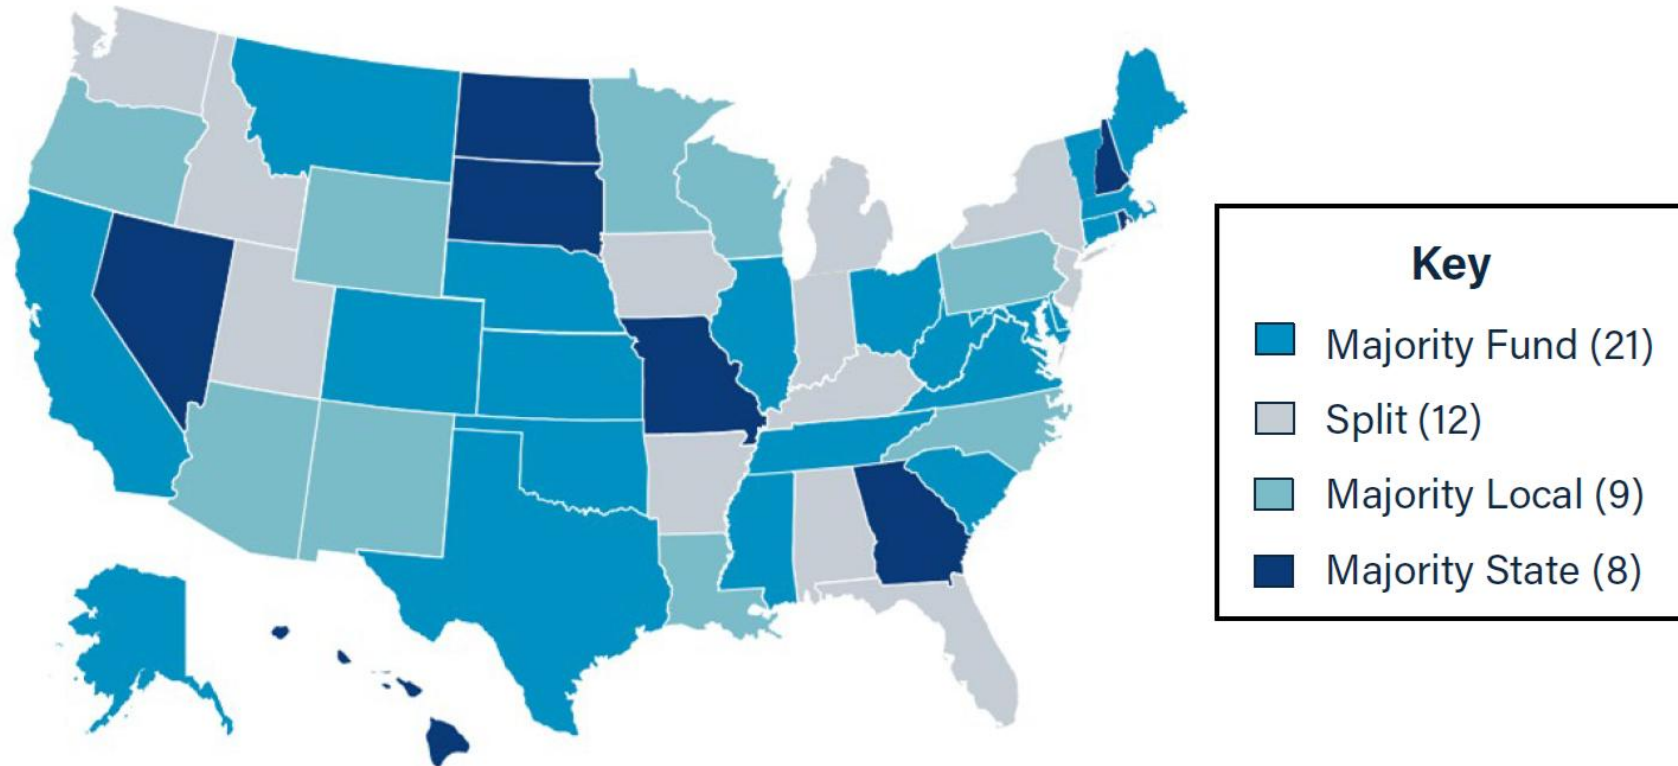 Key
Majority Fund (21)
Split (12)
Majority Local (9)
Majority State (8)